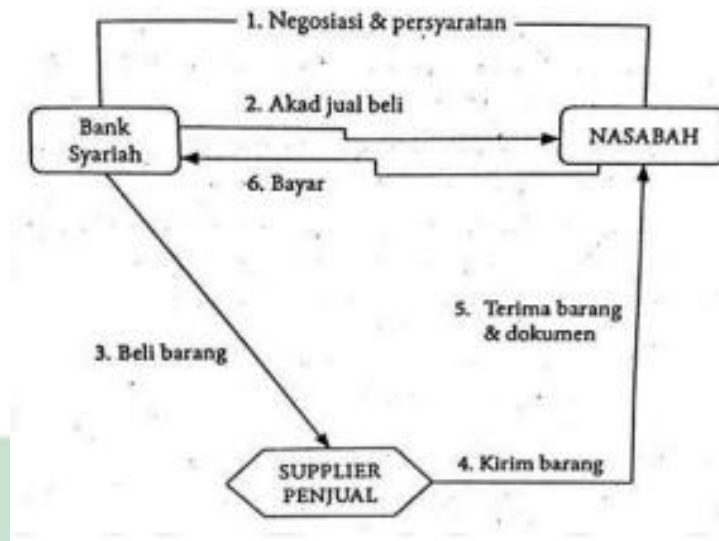 1. Negosiasi & persyaratan
2. Akad jual beli
Bank
Syariah
NASABAH
6. Bayar
5. Terima barang
& dokumen
3. Beli barang
4. Kirim barang
SUPPLIER
PENJUAL